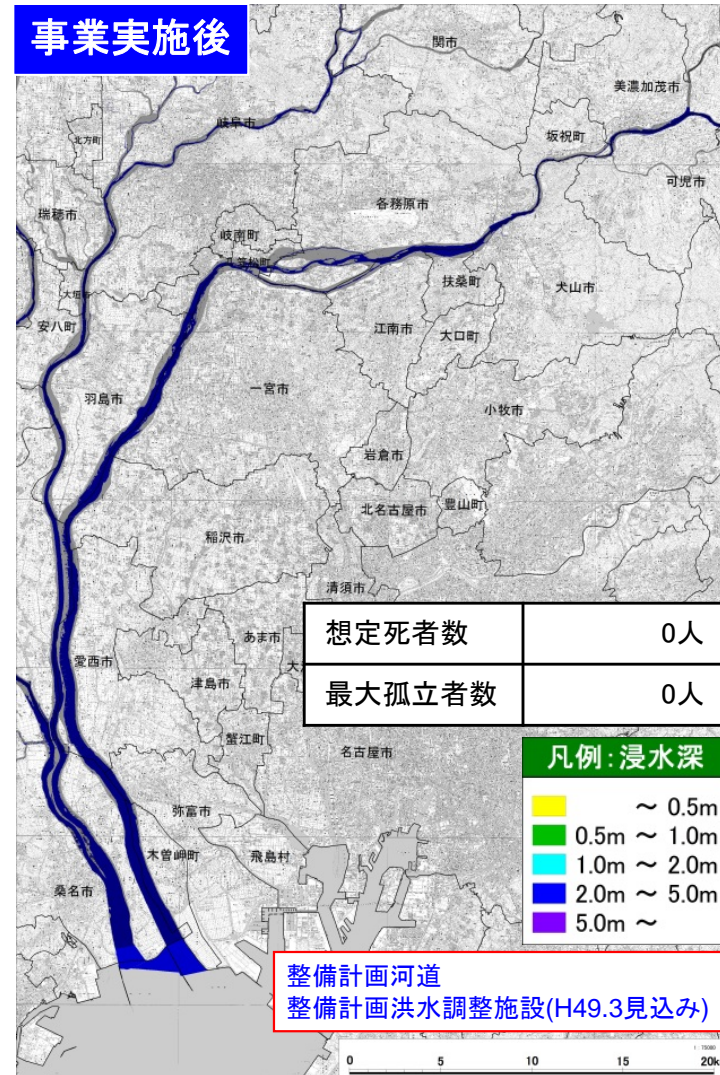 事業実施後
関市
美濃加茂市
岐阜市
坂祝町
北方町
可児市
各務原市
瑞穂市
岐南町
笠松町
扶桑町
犬山市
大垣市
安八町
江南市
大口町
羽島市
一宮市
小牧市
岩倉市
北名古屋市
豊山町
稲沢市
清須市
想定死者数 0人
最大孤立者数 0人
あま市
愛西市
津島市
蟹江町
名古屋市
凡例:浸水深
～ 0.5m
0.5m ～ 1.0m
1.0m ～ 2.0m
2.0m ～ 5.0m
5.0m ～
弥富市
木曽岬町
飛島村
桑名市
整備計画河道
整備計画洪水調整施設(H49.3見込み)
0 5 10 15 20k